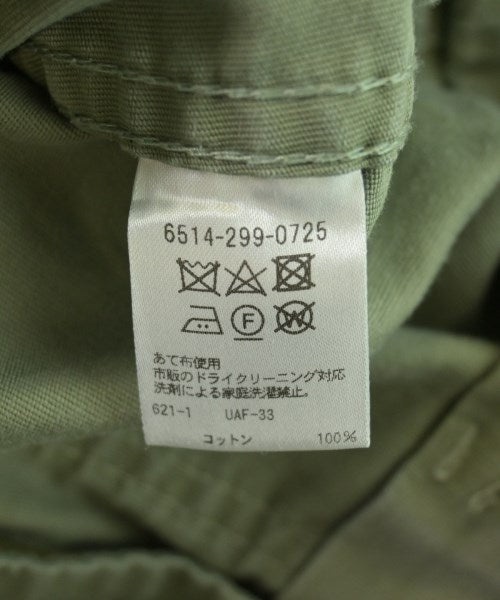 6514-299-0725
F W
あて布使用
市販のドライクリーニング対応
洗剤による家庭洗濯禁止。
621-1 UAF-33
コットン 100%